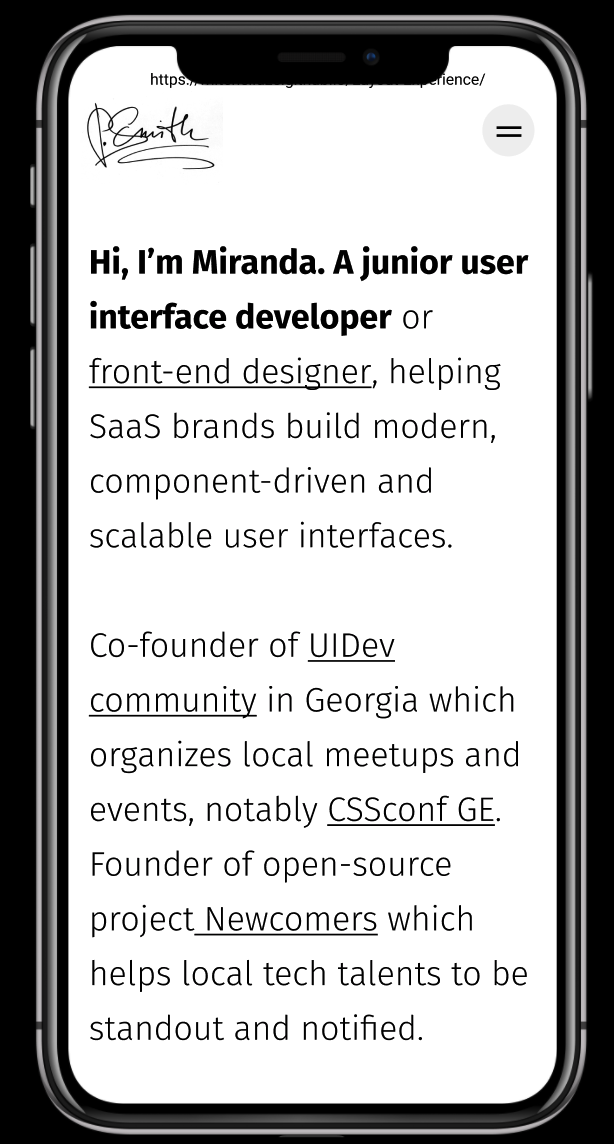 https://
erience/
P. Smith
Hi, I’m Miranda. A junior user
interface developer or
front-end designer, helping
SaaS brands build modern,
component-driven and
scalable user interfaces.
Co-founder of UIDev
community in Georgia which
organizes local meetups and
events, notably CSSconf GE.
Founder of open-source
project Newcomers which
helps local tech talents to be
standout and notified.